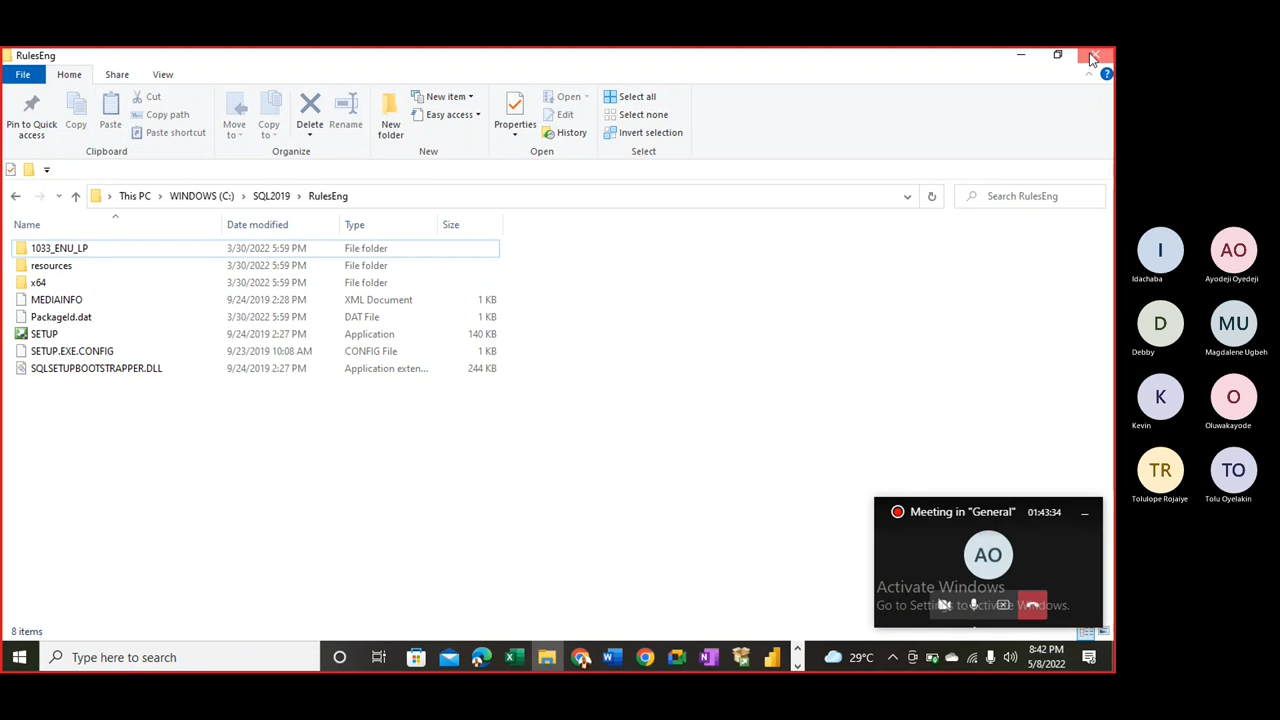 RulesEng
File Home Share View
Pin to Quick access
Copy
Paste
Cut
Copy path
Paste shortcut
Clipboard
Move to
Copy to
Delete
Rename
Organize
New folder
New item
Easy access
New
Properties
Open
Edit
History
Open
Select all
Select none
Invert selection
Select
This PC > WINDOWS (C:) > SQL2019 > RulesEng
Search RulesEng
Name Date modified Type Size
1033_ENU_LP 3/30/2022 5:59 PM File folder
resources 3/30/2022 5:59 PM File folder
x64 3/30/2022 5:59 PM File folder
MEDIAINFO 9/24/2019 2:28 PM XML Document 1 KB
PackageId.dat 3/30/2022 5:59 PM DAT File 1 KB
SETUP 9/24/2019 2:27 PM Application 140 KB
SETUP.EXE.CONFIG 9/23/2019 10:08 AM CONFIG File 1 KB
SQLSETUPBOOTSTRAPPER.DLL 9/24/2019 2:27 PM Application exten... 244 KB
I AO
Idachaba Ayodeji Oyedeji
D MU
Debby Magdalene Ugbeh
K O
Kevin Oluwakayode
TR TO
Tolulope Rojaiye Tolu Oyelakin
Meeting in "General" 01:43:34
AO
Activate Windows
Go to Settings to activate Windows.
8 items
Type here to search
29°C
8:42 PM
5/8/2022